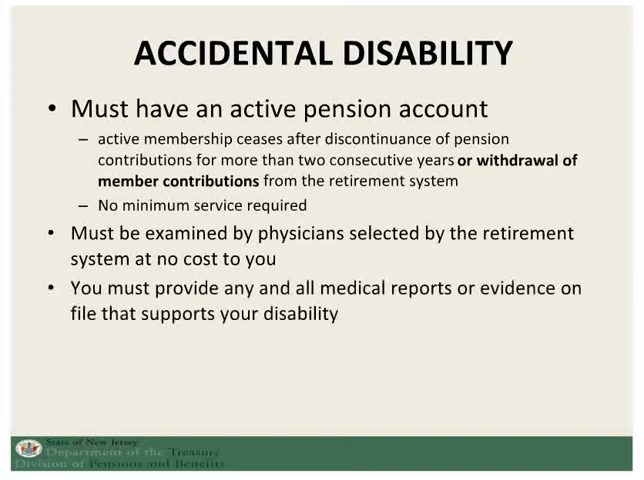 ACCIDENTAL DISABILITY
• Must have an active pension account
– active membership ceases after discontinuance of pension
contributions for more than two consecutive years or withdrawal of
member contributions from the retirement system
– No minimum service required
• Must be examined by physicians selected by the retirement
system at no cost to you
• You must provide any and all medical reports or evidence on
file that supports your disability
State of New Jersey
Department of the Treasury
Division of Pensions and Benefits